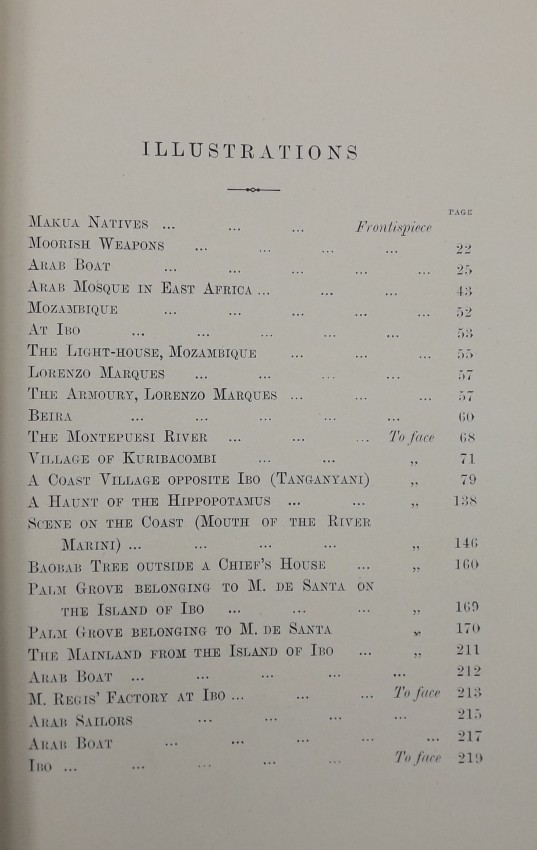 ILLUSTRATIONS
PAGE
Makua Natives ... ... ... Frontispiece
Moorish Weapons ... ... ... ... 22
Arab Boat ... ... ... ... ... 25
Arab Mosque in East Africa ... ... ... 43
Mozambique ... ... ... ... ... 52
At Ibo ... ... ... ... ... 53
The Light-house, Mozambique ... ... ... 55
Lorenzo Marques ... ... ... ... 57
The Armoury, Lorenzo Marques ... ... ... 57
Beira ... ... ... ... ... 60
The Montepuesi River ... ... ... To face 68
Village of Kuribacombi ... ... „ 71
A Coast Village opposite Ibo (Tanganyani) „ 79
A Haunt of the Hippopotamus ... ... „ 138
Scene on the Coast (Mouth of the River
Marini) ... ... ... ... „ 146
Baobab Tree outside a Chief's House ... „ 160
Palm Grove belonging to M. de Santa on
the Island of Ibo ... ... ... „ 169
Palm Grove belonging to M. de Santa „ 170
The Mainland from the Island of Ibo ... „ 211
Arab Boat ... ... ... ... ... 212
M. Regis' Factory at Ibo ... ... ... To face 213
Arab Sailors ... ... ... ... 215
Arab Boat ... ... ... ... ... 217
Ibo ... ... ... ... ... To face 219